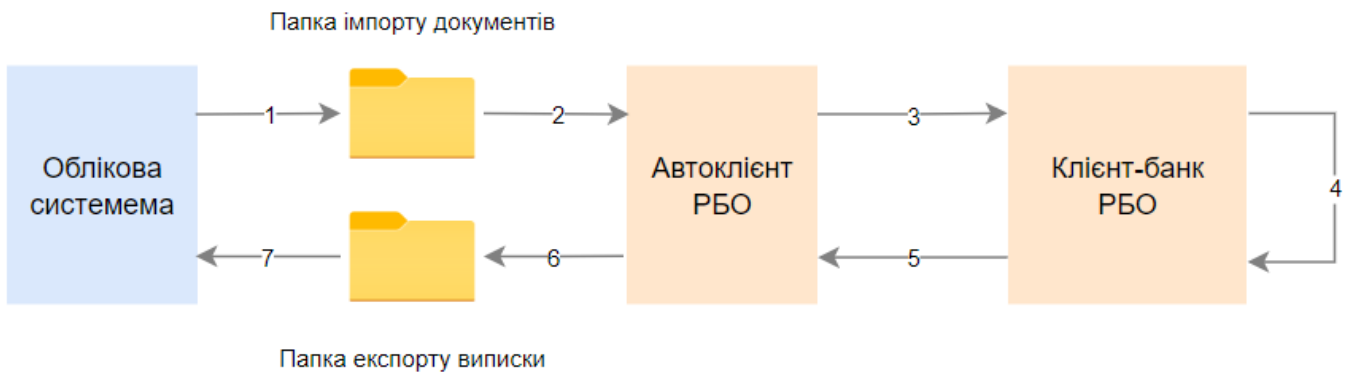 Папка імпорту документів
1
2
3
Облікова
системема
Автоклієнт
РБО
Клієнт-банк
РБО
4
7
6
5
Папка експорту виписки